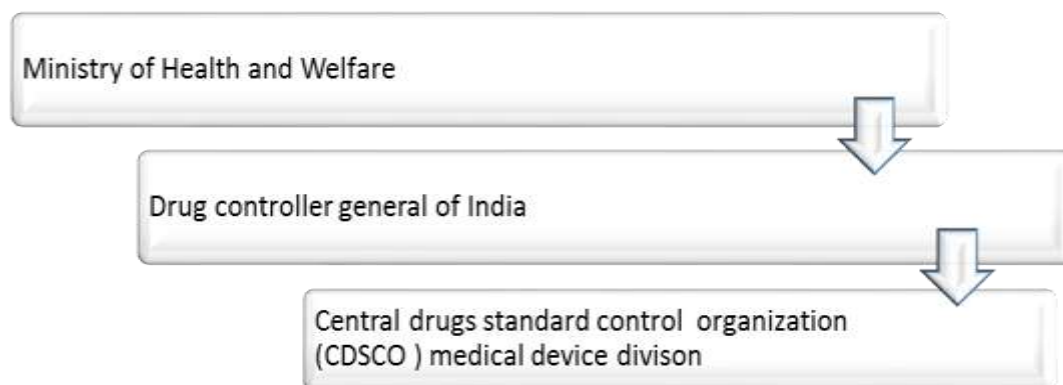 Ministry of Health and Welfare
Drug controller general of India
Central drugs standard control organization
(CDSCO ) medical device divison